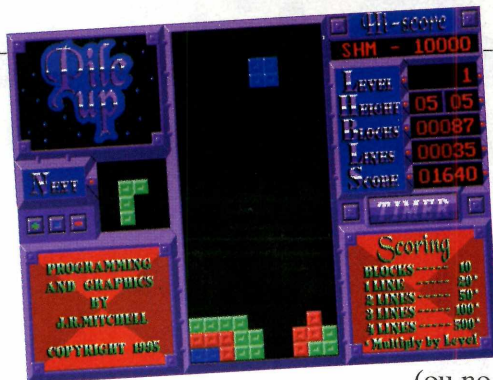 Pile
up
NEXT
PROGRAMMING
AND GRAPHICS
BY
J.R.MITCHELL
COPYRIGHT 1995
Hi-score
SHM - 10000
LEVEL 1
HEIGHT 05 05
BLOCKS 00087
LINES 00035
SCORE 01640
TIMER
Scoring
BLOCKS------ 10
1 LINE ------ 20*
2 LINES ----- 50*
3 LINES ----- 100*
4 LINES ----- 500*
*Multiply by Level
(ou no